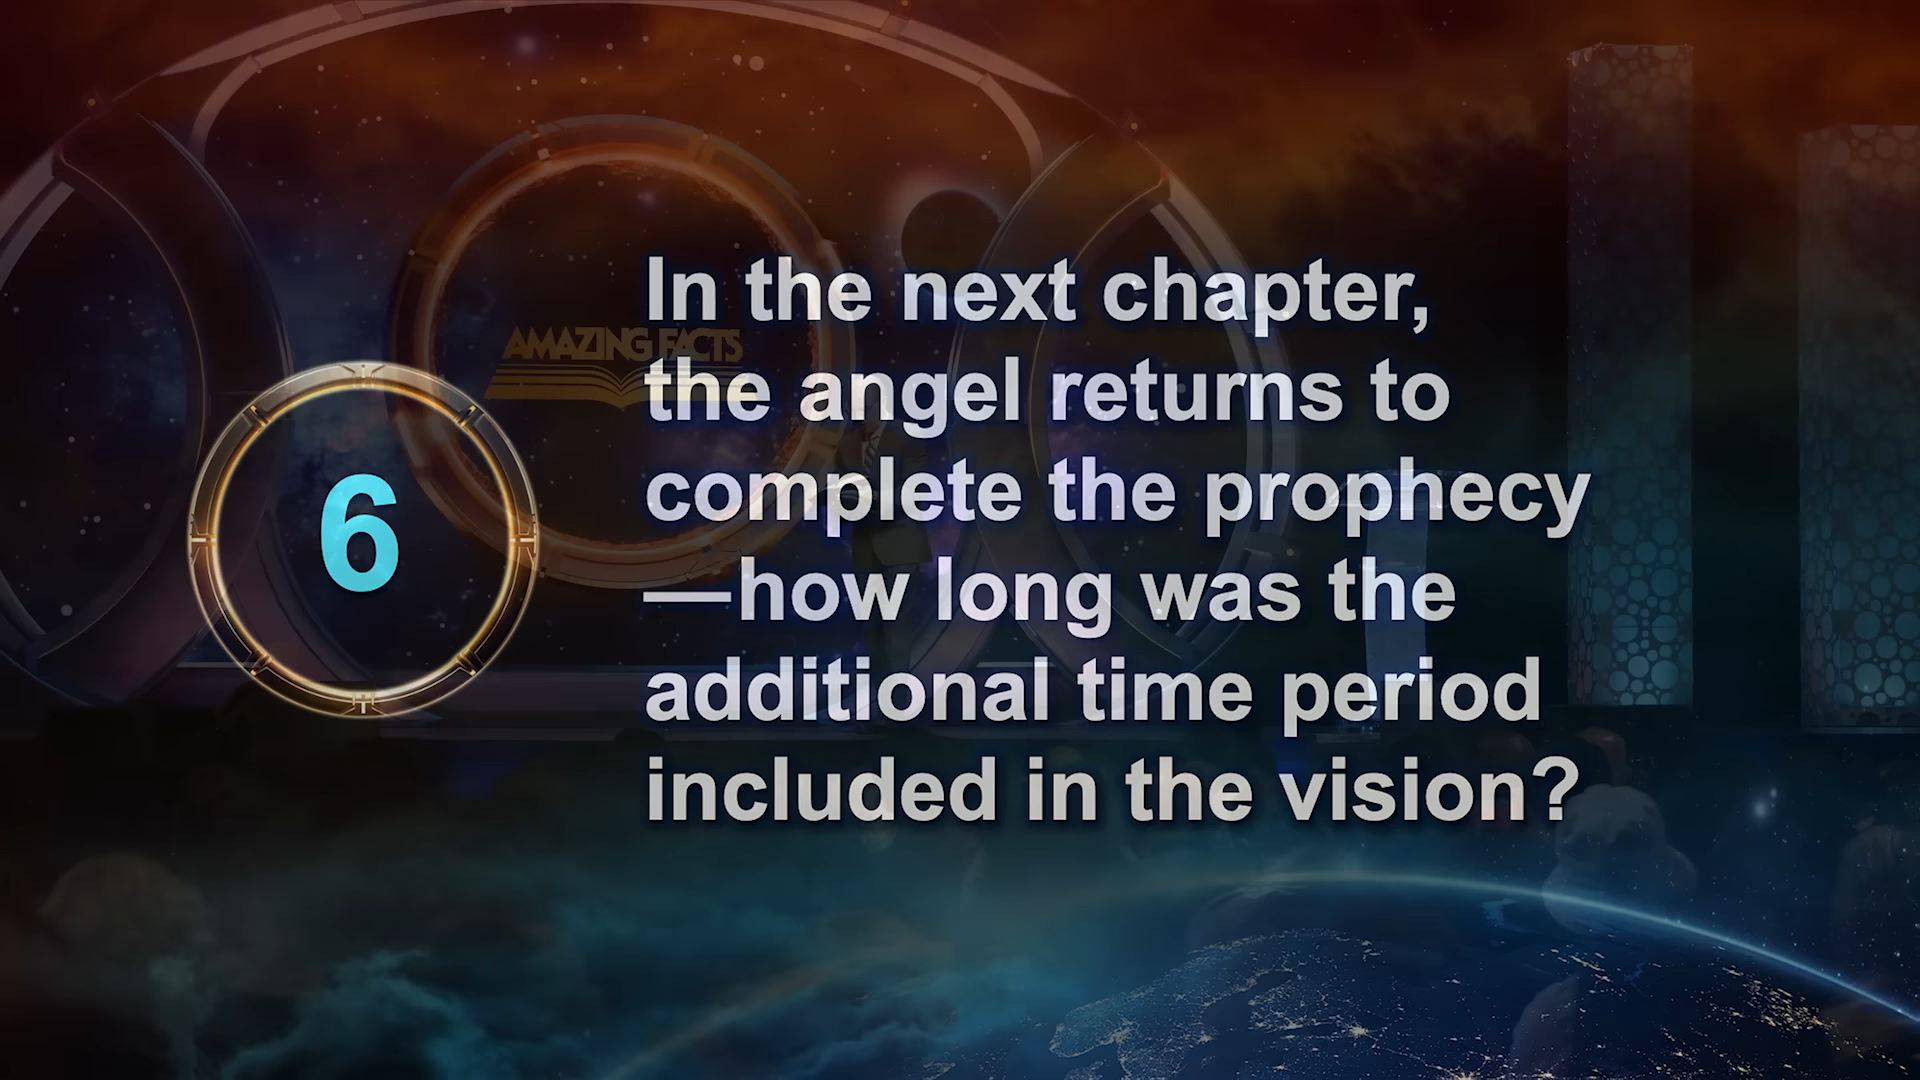 AMAZING FACTS
6
In the next chapter,
the angel returns to
complete the prophecy
—how long was the
additional time period
included in the vision?